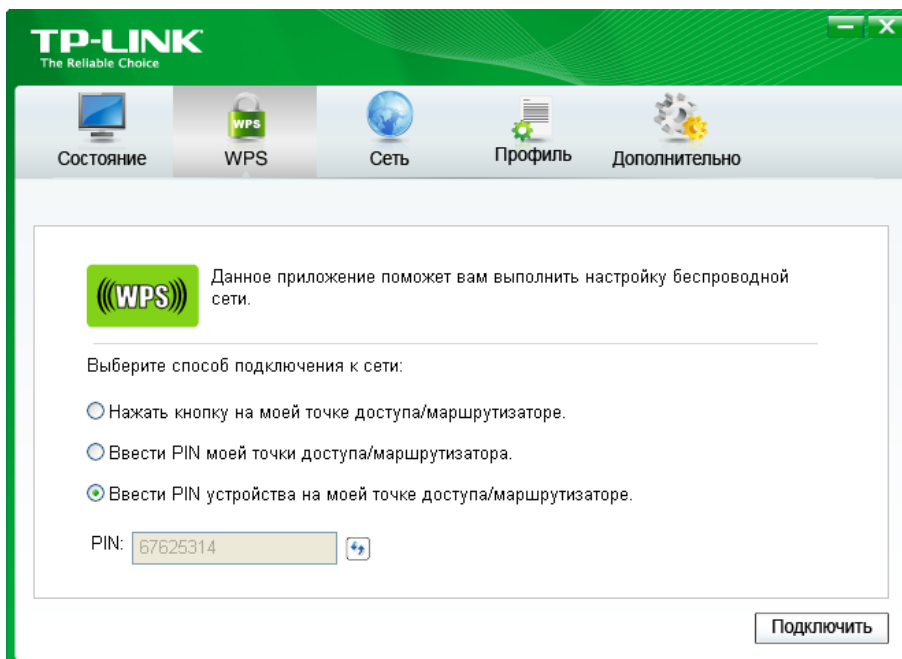 TP-LINK
The Reliable Choice
Состояние
WPS
WPS
Сеть
Профиль
Дополнительно
WPS
Данное приложение поможет вам выполнить настройку беспроводной
сети.
Выберите способ подключения к сети:
Нажать кнопку на моей точке доступа/маршрутизаторе.
Ввести PIN моей точки доступа/маршрутизатора.
Ввести PIN устройства на моей точке доступа/маршрутизаторе.
PIN: 67625314
Подключить